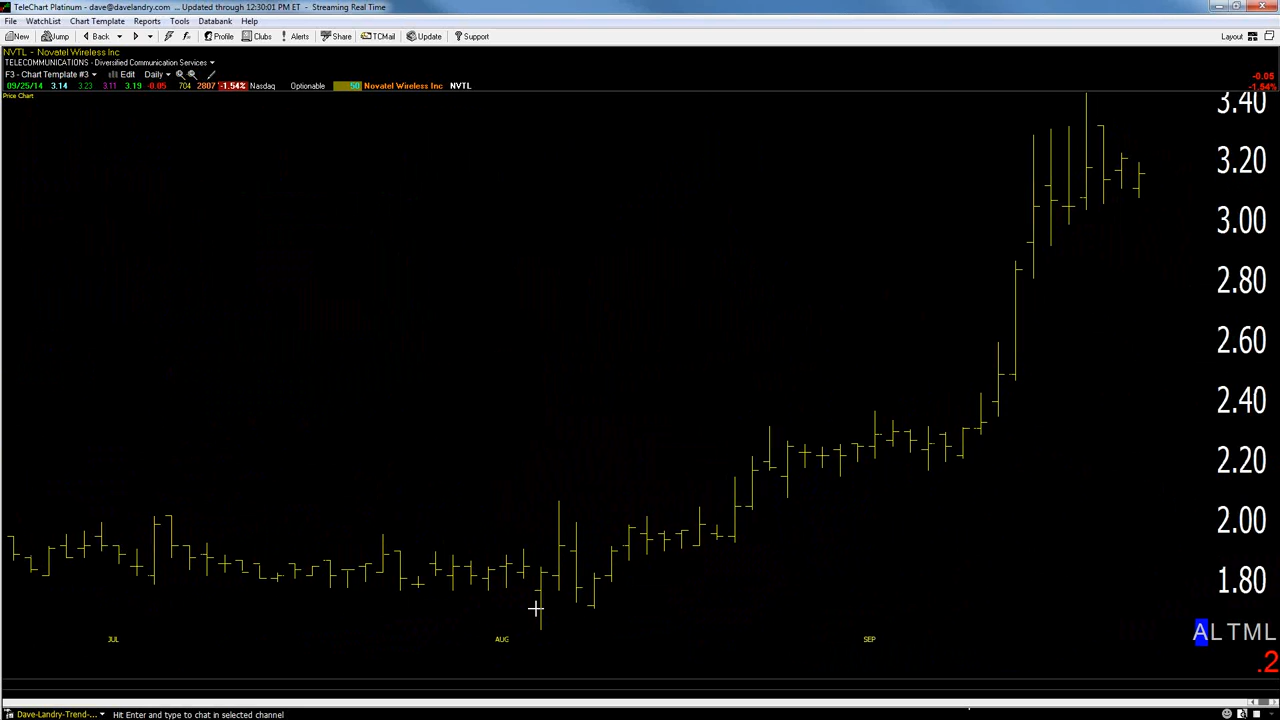 TeleChart Platinum - dave@davelandry.com ... Updated through 12:30:01 PM ET - Streaming Real Time
File WatchList Chart Template Reports Tools Databank Help
New Jump Back Profile Clubs Alerts Share TCMail Update Support Layout
NVTL - Novatel Wireless Inc
TELECOMMUNICATIONS - Diversified Communication Services
F3 - Chart Template #3 Edit Daily
-0.05
09/25/14 3.14 3.23 3.11 3.19 -0.05 704 2807 -1.54% Nasdaq Optionable 50 Novatel Wireless Inc NVTL
-1.54%
Price Chart
3.40
3.20
3.00
2.80
2.60
2.40
2.20
2.00
1.80
ALTML
JUL AUG SEP
.2
Dave-Landry-Trend-... Hit Enter and type to chat in selected channel